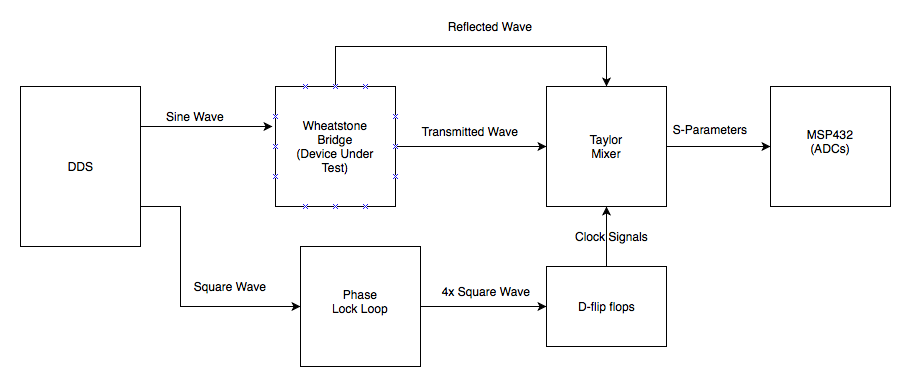 Reflected Wave
Sine Wave
DDS
Wheatstone
Bridge
(Device Under
Test)
Transmitted Wave
Taylor
Mixer
S-Parameters
MSP432
(ADCs)
Clock Signals
Square Wave
Phase
Lock Loop
4x Square Wave
D-flip flops